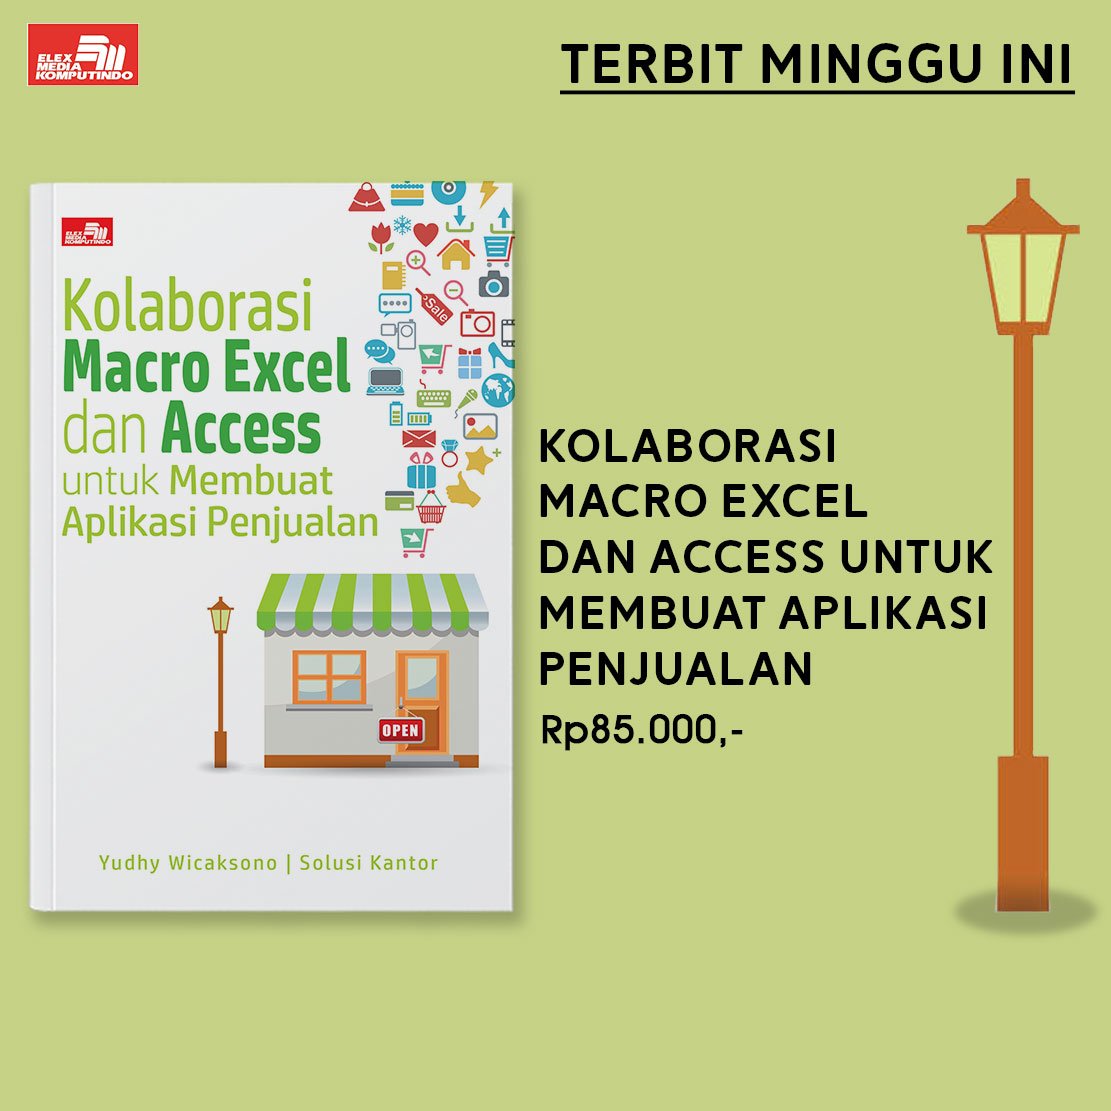 ELEX
MEDIA
KOMPUTINDO
TERBIT MINGGU INI
ELEX
MEDIA
KOMPUTINDO
Kolaborasi
Macro Excel
dan Access
untuk Membuat
Aplikasi Penjualan
Sale
OPEN
Yudhy Wicaksono | Solusi Kantor
KOLABORASI
MACRO EXCEL
DAN ACCESS UNTUK
MEMBUAT APLIKASI
PENJUALAN
Rp85.000,-